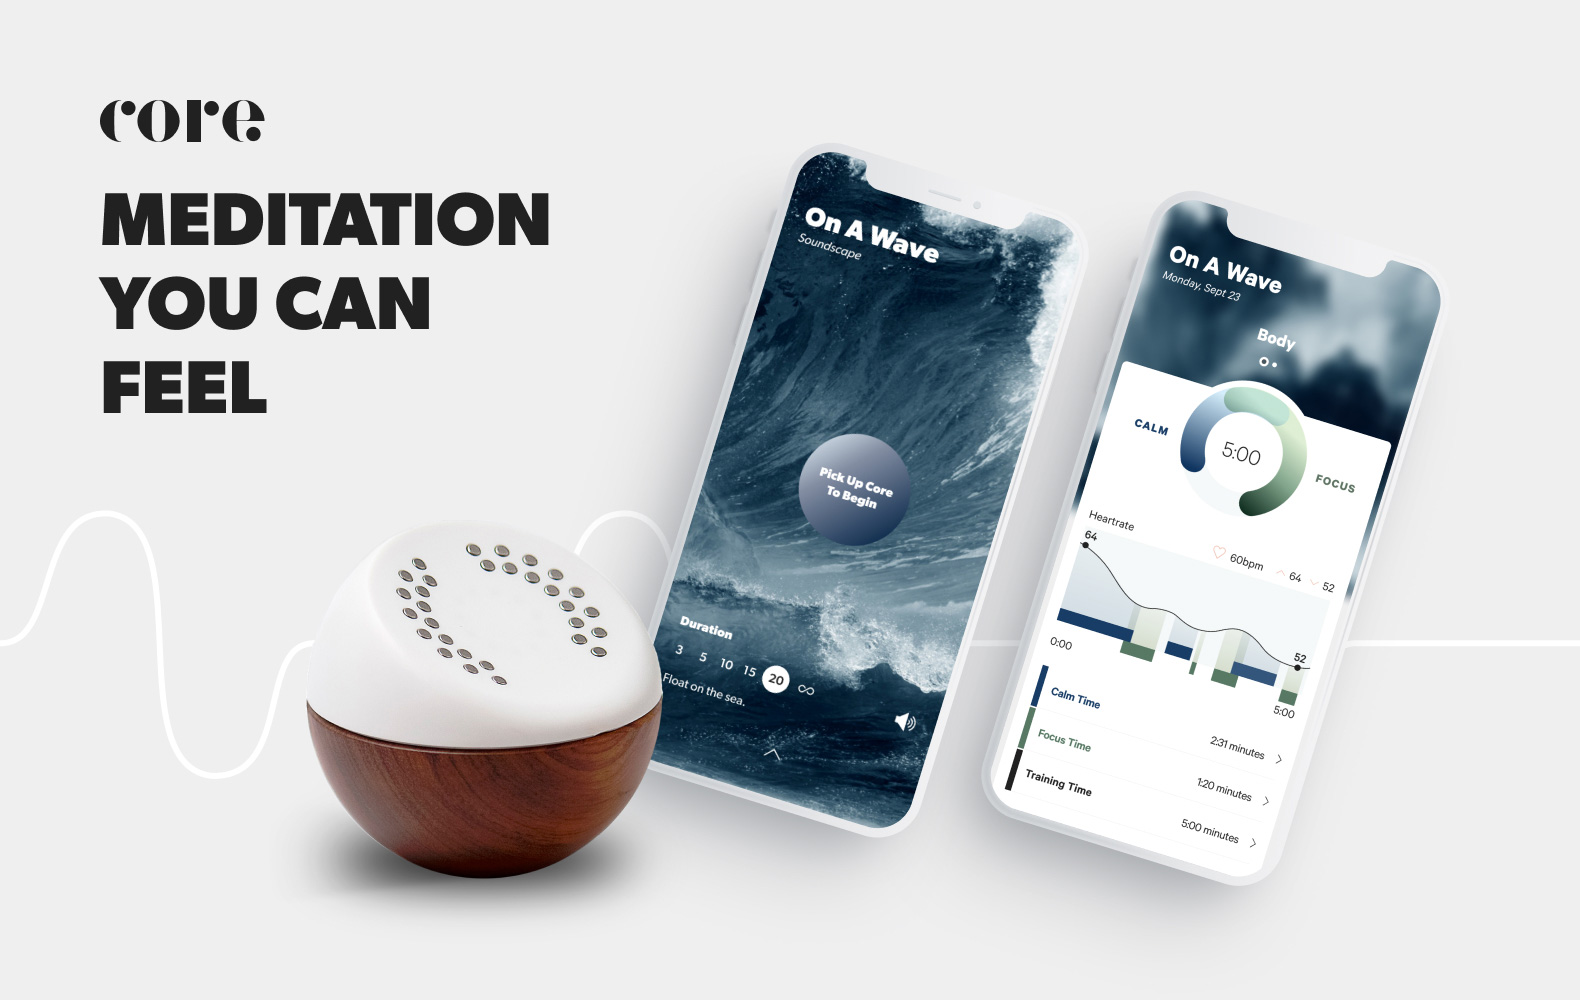 core
MEDITATION
YOU CAN
FEEL
On A Wave
Soundscape
Pick Up Core
To Begin
Duration
3 5 10 15 20 ∞
Float on the sea.
On A Wave
Monday, Sept 23
Body
CALM
5:00
FOCUS
Heartrate
64
60bpm 64 52
52
0:00
5:00
Calm Time
2:31 minutes
Focus Time
1:20 minutes
Training Time
5:00 minutes